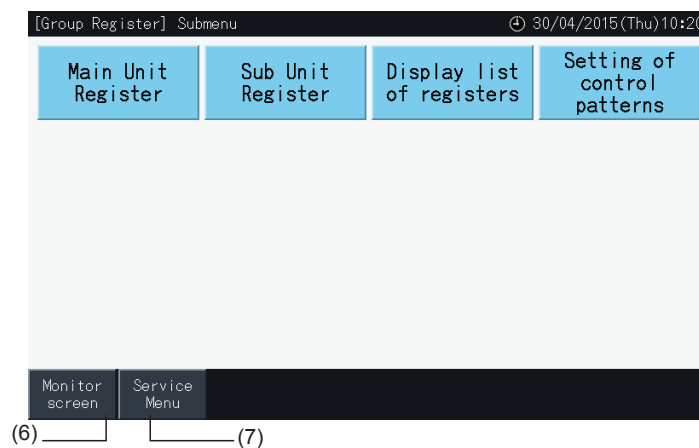 [Group Register] Submenu 30/04/2015(Thu)10:20
Main Unit
Register
Sub Unit
Register
Display list
of registers
Setting of
control
patterns
Monitor
screen
Service
Menu
(6)
(7)